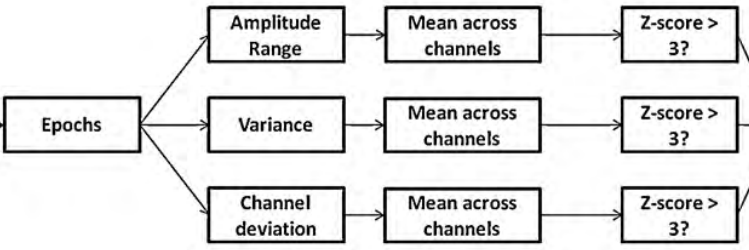 Amplitude
Range
Mean across
channels
Z-score >
3?
Epochs
Variance
Mean across
channels
Z-score >
3?
Channel
deviation
Mean across
channels
Z-score >
3?